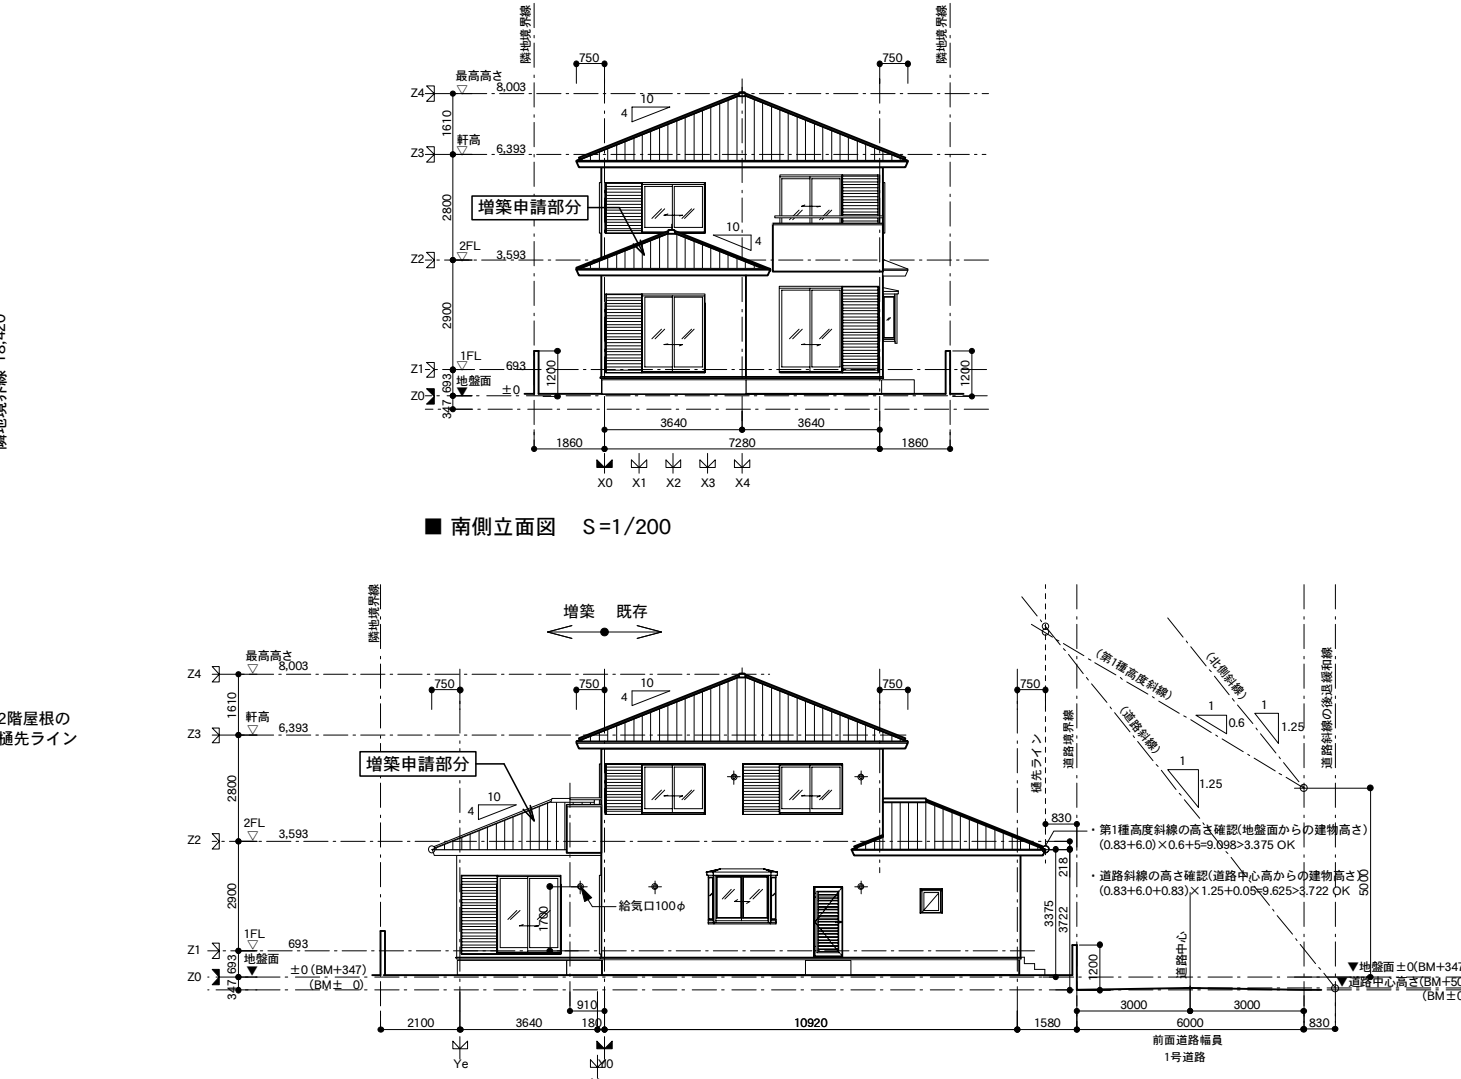 隣地境界線
隣地境界線
750
750
最高高さ
Z4
8,003
10
4
1610
軒高
Z3
6,393
2800
増築申請部分
10
4
2FL
Z2
3,593
2900
1FL
Z1
693
1200
1200
693
地盤面
Z0
±0
347
3640
3640
1860
7280
1860
X0
X1
X2
X3
X4
■ 南側立面図 S=1/200
隣地境界線 18,420
2階屋根の
樋先ライン
隣地境界線
増築 既存
最高高さ
Z4
8,003
750
750
10
4
750
750
1610
軒高
Z3
6,393
増築申請部分
2800
10
4
2FL
Z2
3,593
2900
1700
給気口100φ
1FL
Z1
693
693
地盤面
Z0
±0(BM+347)
(BM± 0)
347
910
2100
3640
180
10920
1580
Ye
Y0
樋先ライン
道路境界線
(第1種高度斜線)
(北側斜線)
(道路斜線)
道路斜線の後退緩和線
1
0.6
1
1.25
1
1.25
830
・第1種高度斜線の高さ確認(地盤面からの建物高さ)
(0.83+6.0)×0.6+5=9.098>3.375 OK
・道路斜線の高さ確認(道路中心高からの建物高さ)
(0.83+6.0+0.83)×1.25+0.05=9.625>3.722 OK
218
3375
3722
5000
1200
道路中心
▼地盤面±0(BM+347
▼道路中心高さ(BM+50
(BM±0
3000
3000
6000
830
前面道路幅員
1号道路